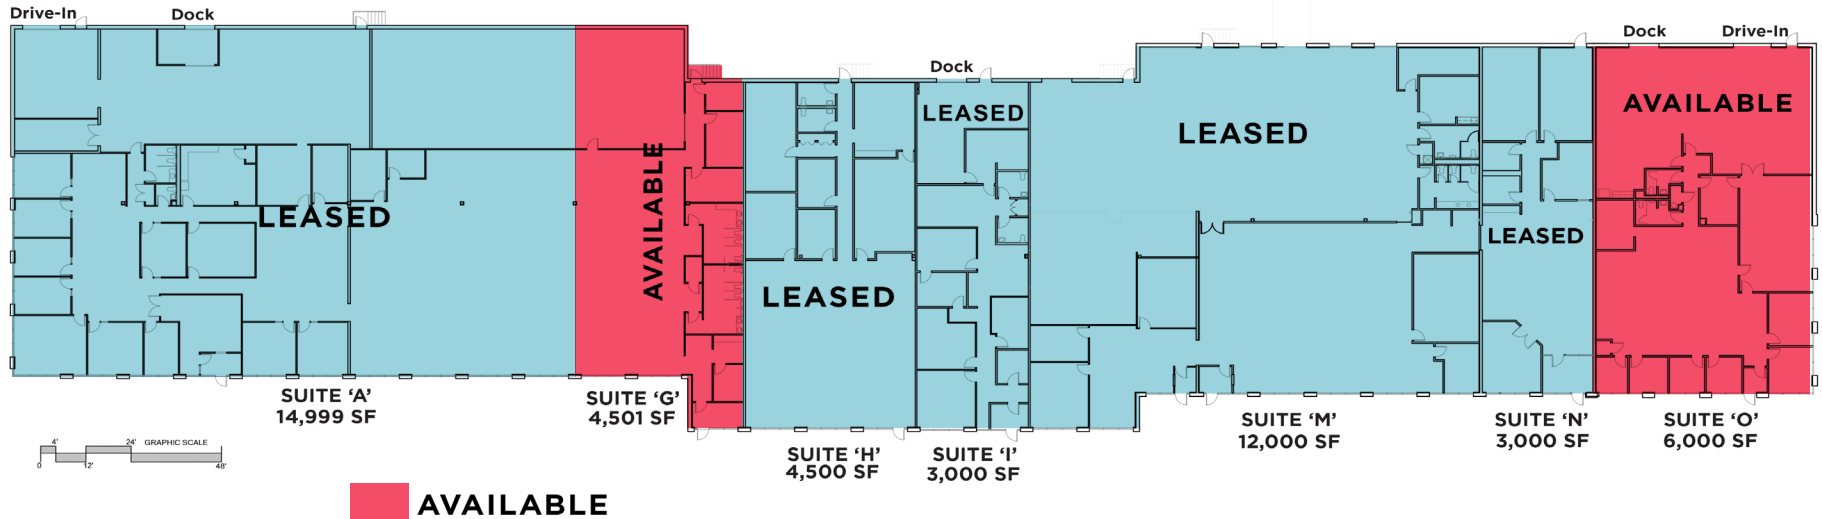 Drive-In
Dock
Dock
Dock
Drive-In
LEASED
AVAILABLE
LEASED
LEASED
LEASED
LEASED
AVAILABLE
SUITE ‘A’
14,999 SF
SUITE ‘G’
4,501 SF
SUITE ‘H’
4,500 SF
SUITE ‘I’
3,000 SF
SUITE ‘M’
12,000 SF
SUITE ‘N’
3,000 SF
SUITE ‘O’
6,000 SF
4' 24' GRAPHIC SCALE
0 12' 48'
AVAILABLE